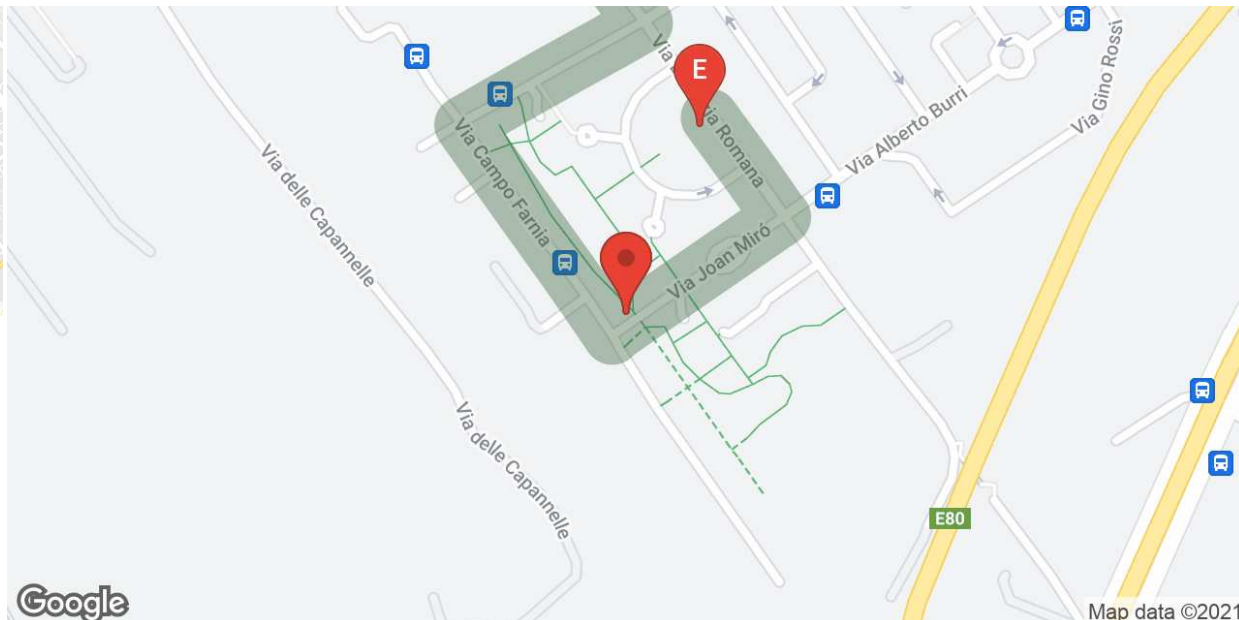 Via Gino Rossi
Via Alberto Burri
E
Romana
Via Campo Farnia
Via delle Capannelle
Via Joan Miró
Via delle Capannelle
E80
Google
Map data ©2021